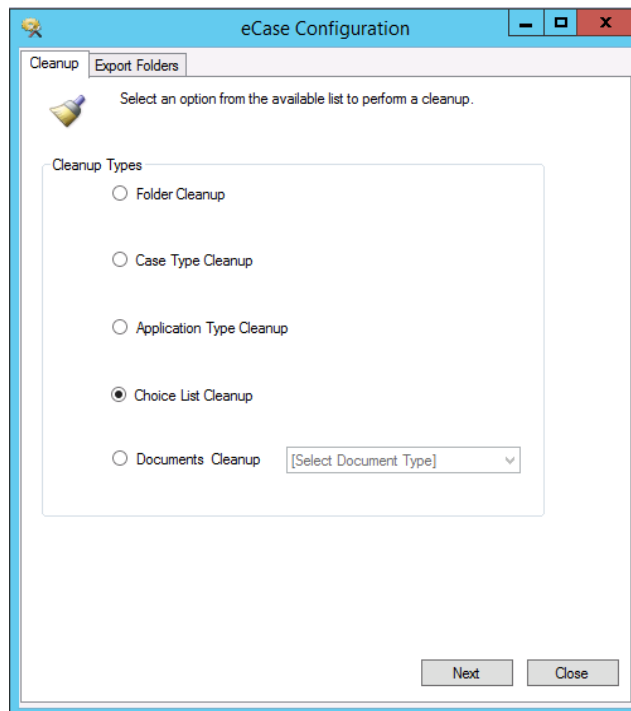 eCase Configuration
Cleanup
Export Folders
Select an option from the available list to perform a cleanup.
Cleanup Types
Folder Cleanup
Case Type Cleanup
Application Type Cleanup
Choice List Cleanup
Documents Cleanup [Select Document Type]
Next Close